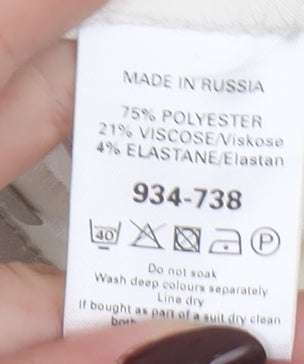 MADE IN RUSSIA
75% POLYESTER
21% VISCOSE/Viskose
4% ELASTANE/Elastan
934-738
40 P
Do not soak
Wash deep colours separately
Line dry
If bought as part of a suit dry clean
both